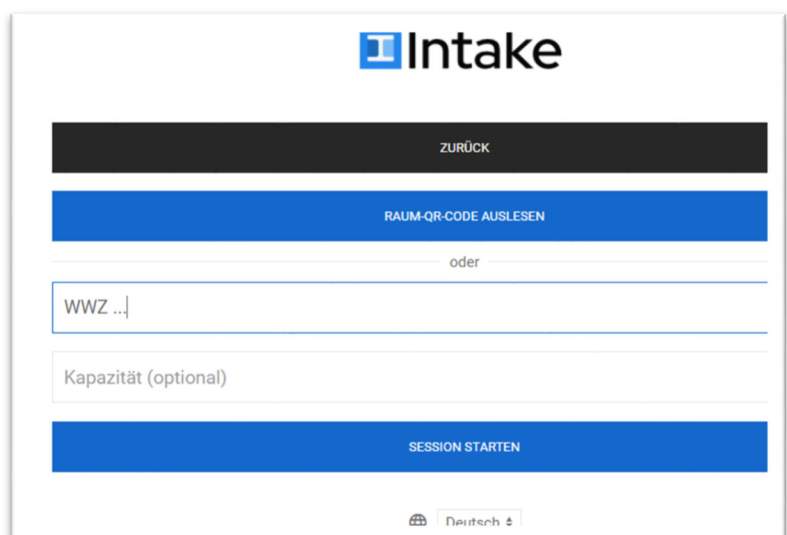 Intake
ZURÜCK
RAUM-QR-CODE AUSLESEN
oder
WWZ ...
Kapazität (optional)
SESSION STARTEN
Deutsch